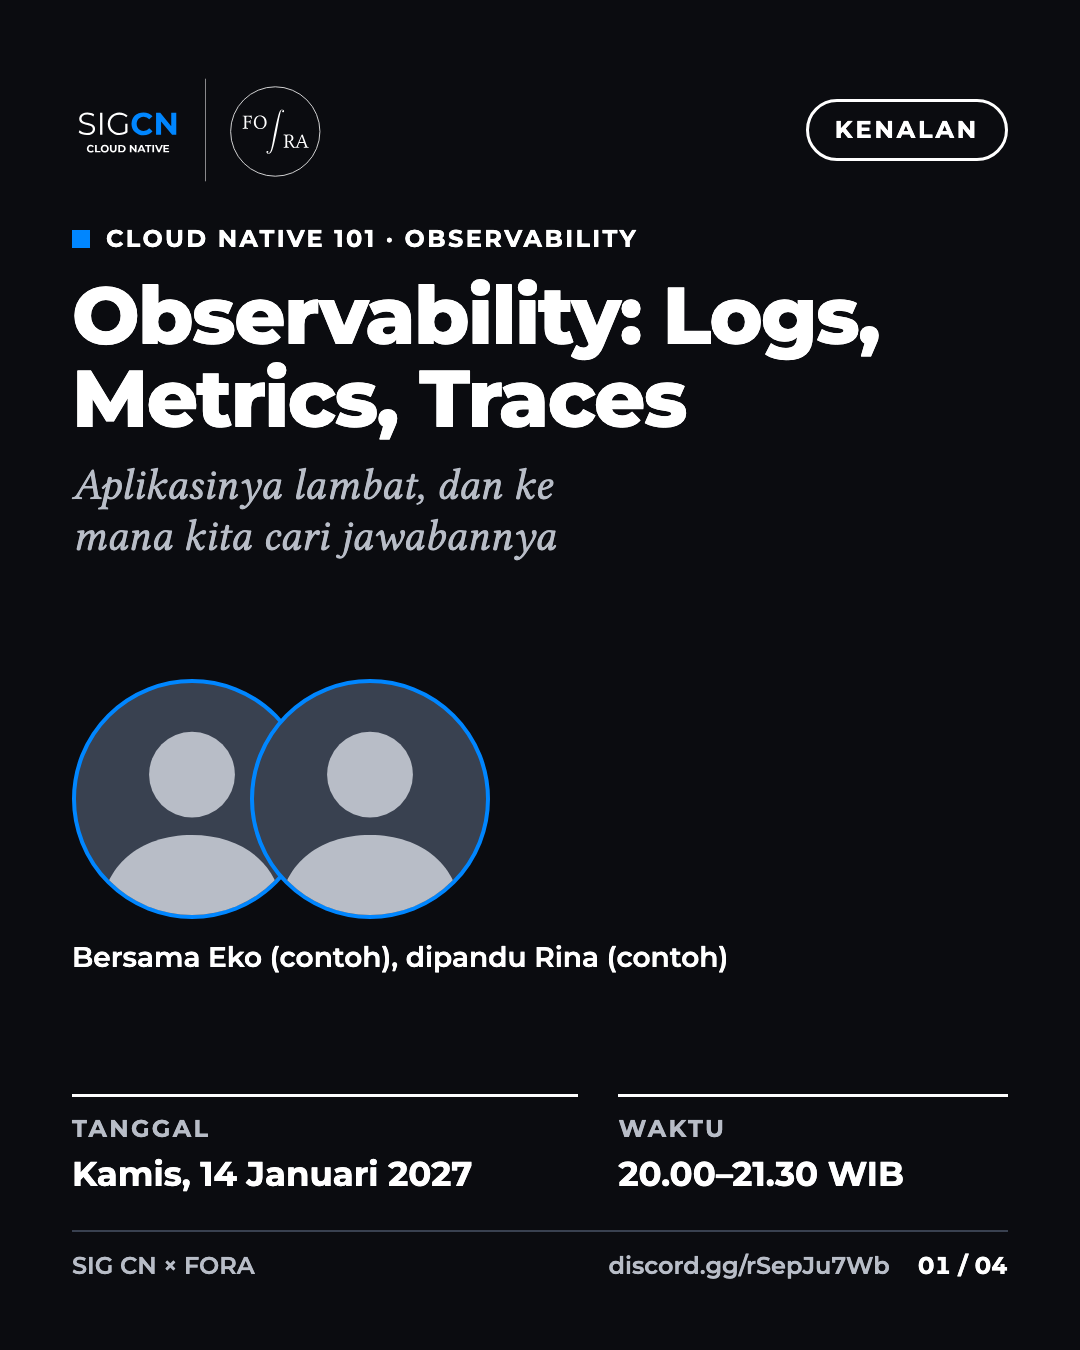 SIGCN
CLOUD NATIVE
FO
RA
KENALAN
CLOUD NATIVE 101 · OBSERVABILITY
Observability: Logs,
Metrics, Traces
Aplikasinya lambat, dan ke
mana kita cari jawabannya
Bersama Eko (contoh), dipandu Rina (contoh)
TANGGAL
Kamis, 14 Januari 2027
WAKTU
20.00–21.30 WIB
SIG CN × FORA
discord.gg/rSepJu7Wb
01 / 04